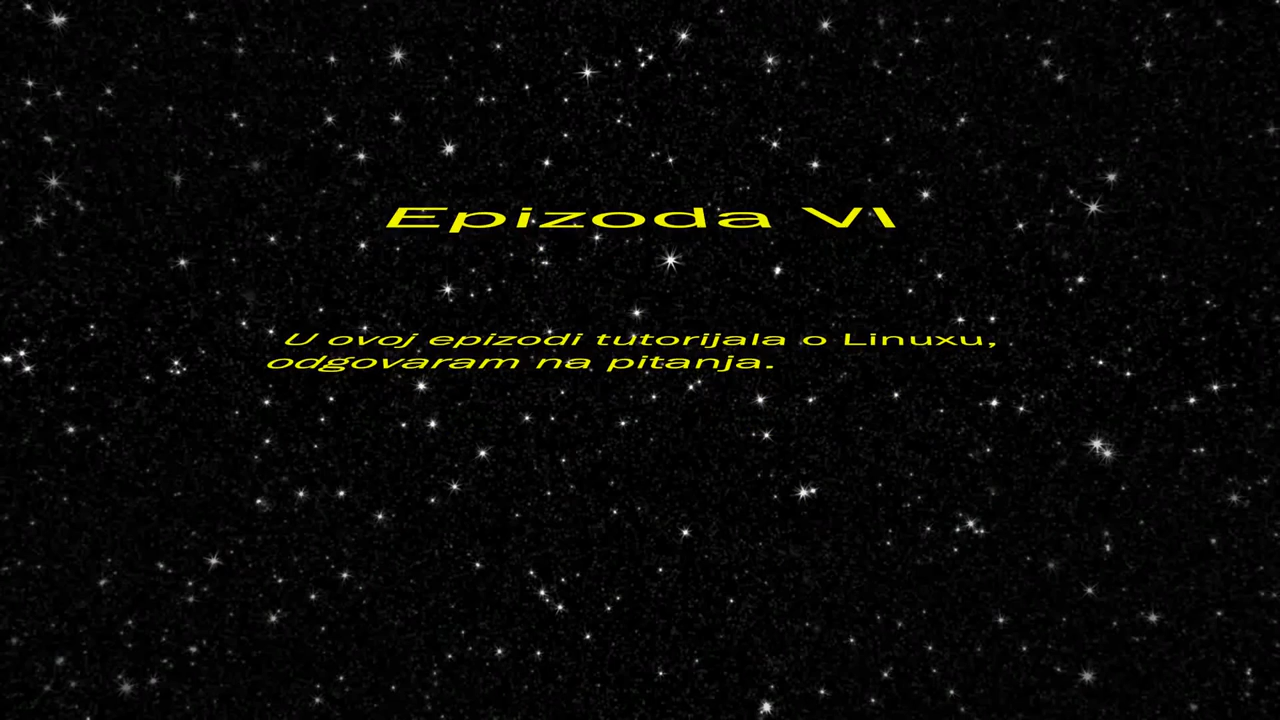 Epizoda VI
U ovoj epizodi tutorijala o Linuxu,
odgovaram na pitanja.